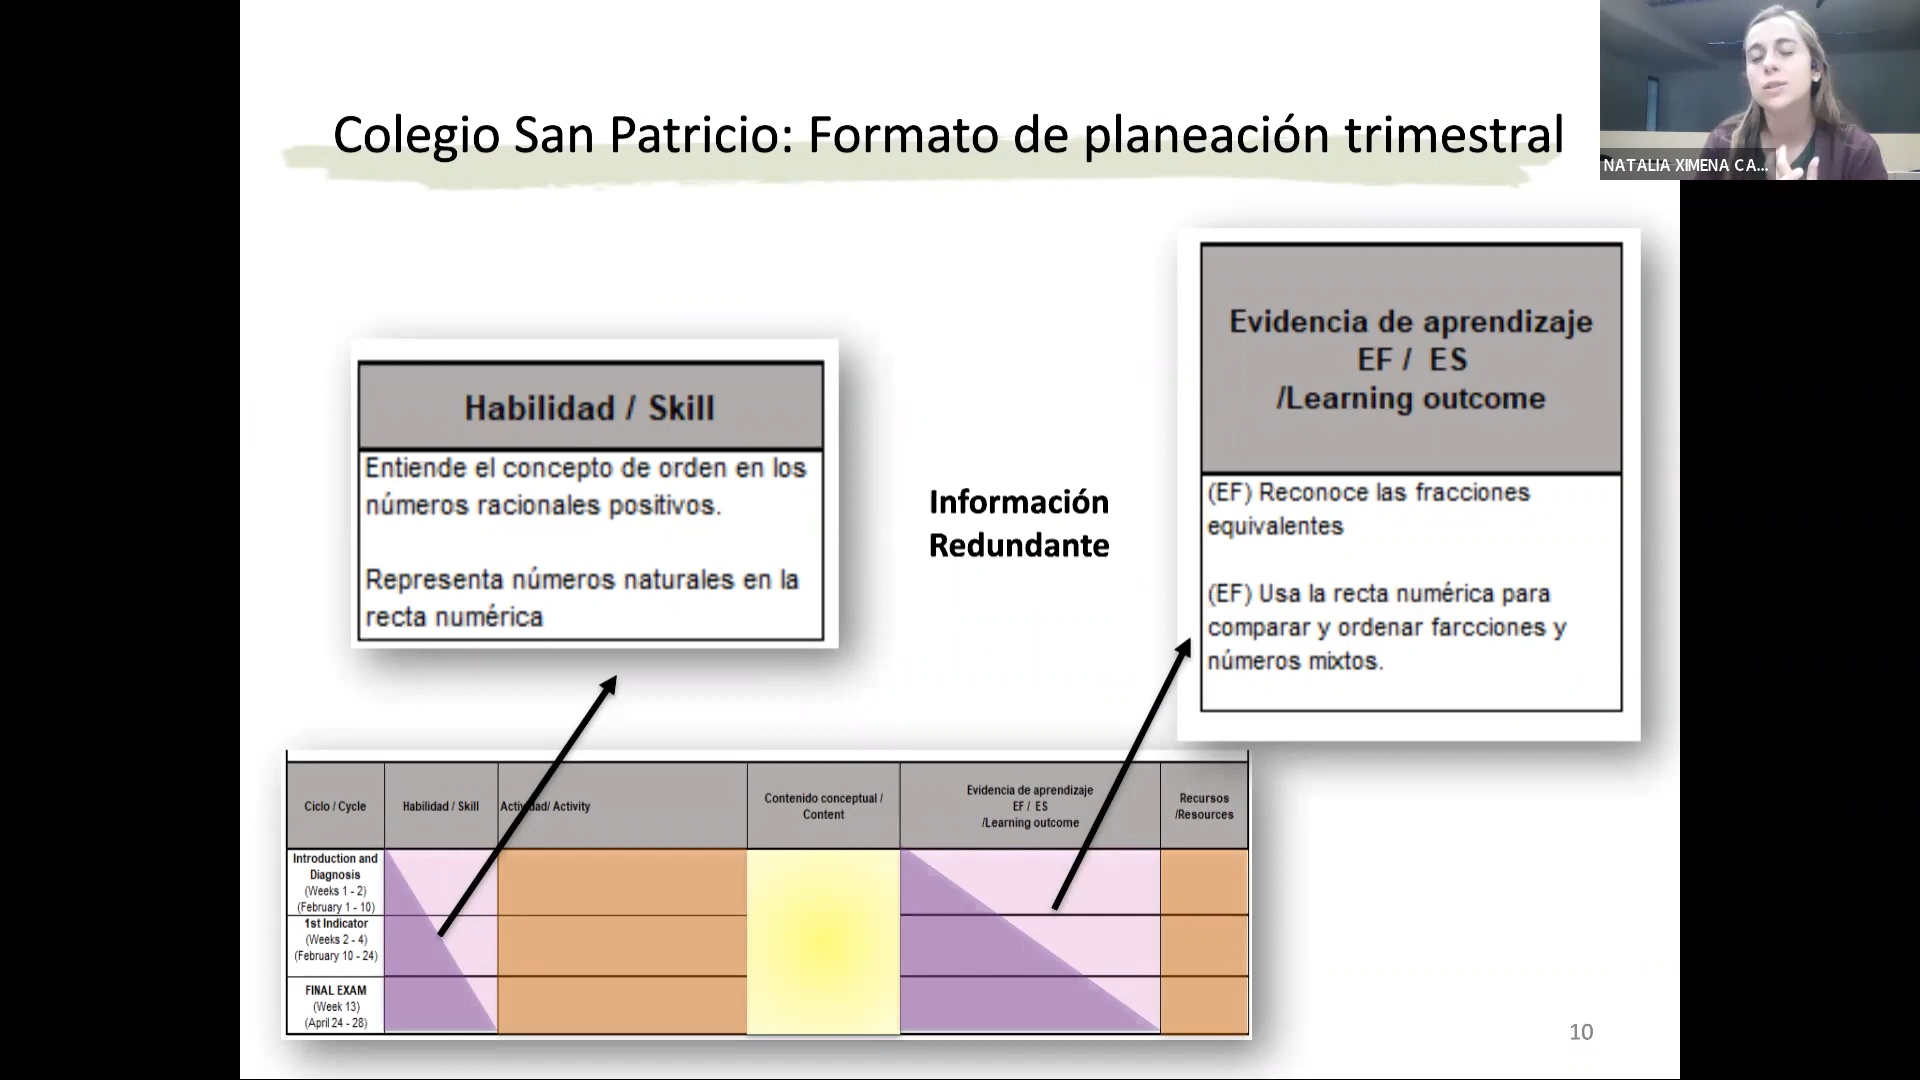 Colegio San Patricio: Formato de planeación trimestral
NATALIA XIMENA CA...
Habilidad / Skill
Entiende el concepto de orden en los
números racionales positivos.
Representa números naturales en la
recta numérica
Información
Redundante
Evidencia de aprendizaje
EF / ES
/Learning outcome
(EF) Reconoce las fracciones
equivalentes
(EF) Usa la recta numérica para
comparar y ordenar farcciones y
números mixtos.
Ciclo / Cycle
Habilidad / Skill
Actividad/ Activity
Contenido conceptual /
Content
Evidencia de aprendizaje
EF / ES
/Learning outcome
Recursos
/Resources
Introduction and
Diagnosis
(Weeks 1 - 2)
(February 1 - 10)
1st Indicator
(Weeks 2 - 4)
(February 10 - 24)
FINAL EXAM
(Week 13)
(April 24 - 28)
10